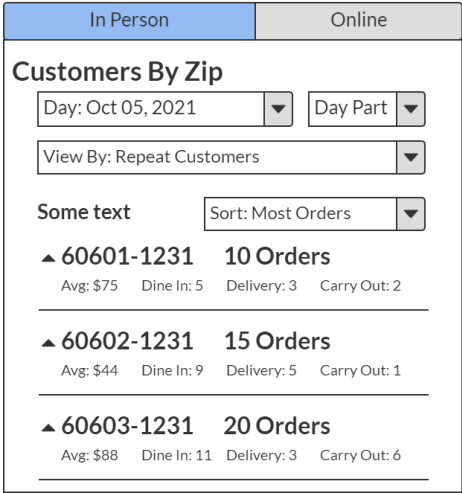 In Person Online
Customers By Zip
Day: Oct 05, 2021 Day Part
View By: Repeat Customers
Some text Sort: Most Orders
60601-1231 10 Orders
Avg: $75 Dine In: 5 Delivery: 3 Carry Out: 2
60602-1231 15 Orders
Avg: $44 Dine In: 9 Delivery: 5 Carry Out: 1
60603-1231 20 Orders
Avg: $88 Dine In: 11 Delivery: 3 Carry Out: 6